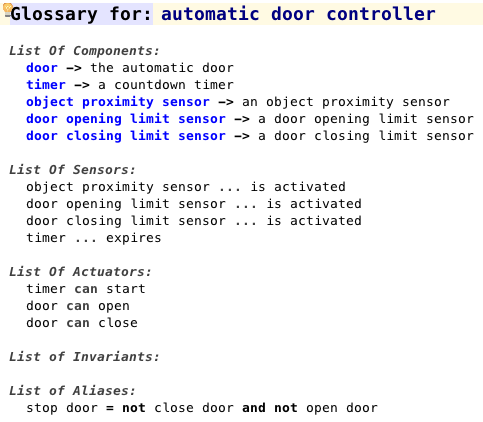 Glossary for: automatic door controller
List Of Components:
door -> the automatic door
timer -> a countdown timer
object proximity sensor -> an object proximity sensor
door opening limit sensor -> a door opening limit sensor
door closing limit sensor -> a door closing limit sensor
List Of Sensors:
object proximity sensor ... is activated
door opening limit sensor ... is activated
door closing limit sensor ... is activated
timer ... expires
List Of Actuators:
timer can start
door can open
door can close
List of Invariants:
List of Aliases:
stop door = not close door and not open door